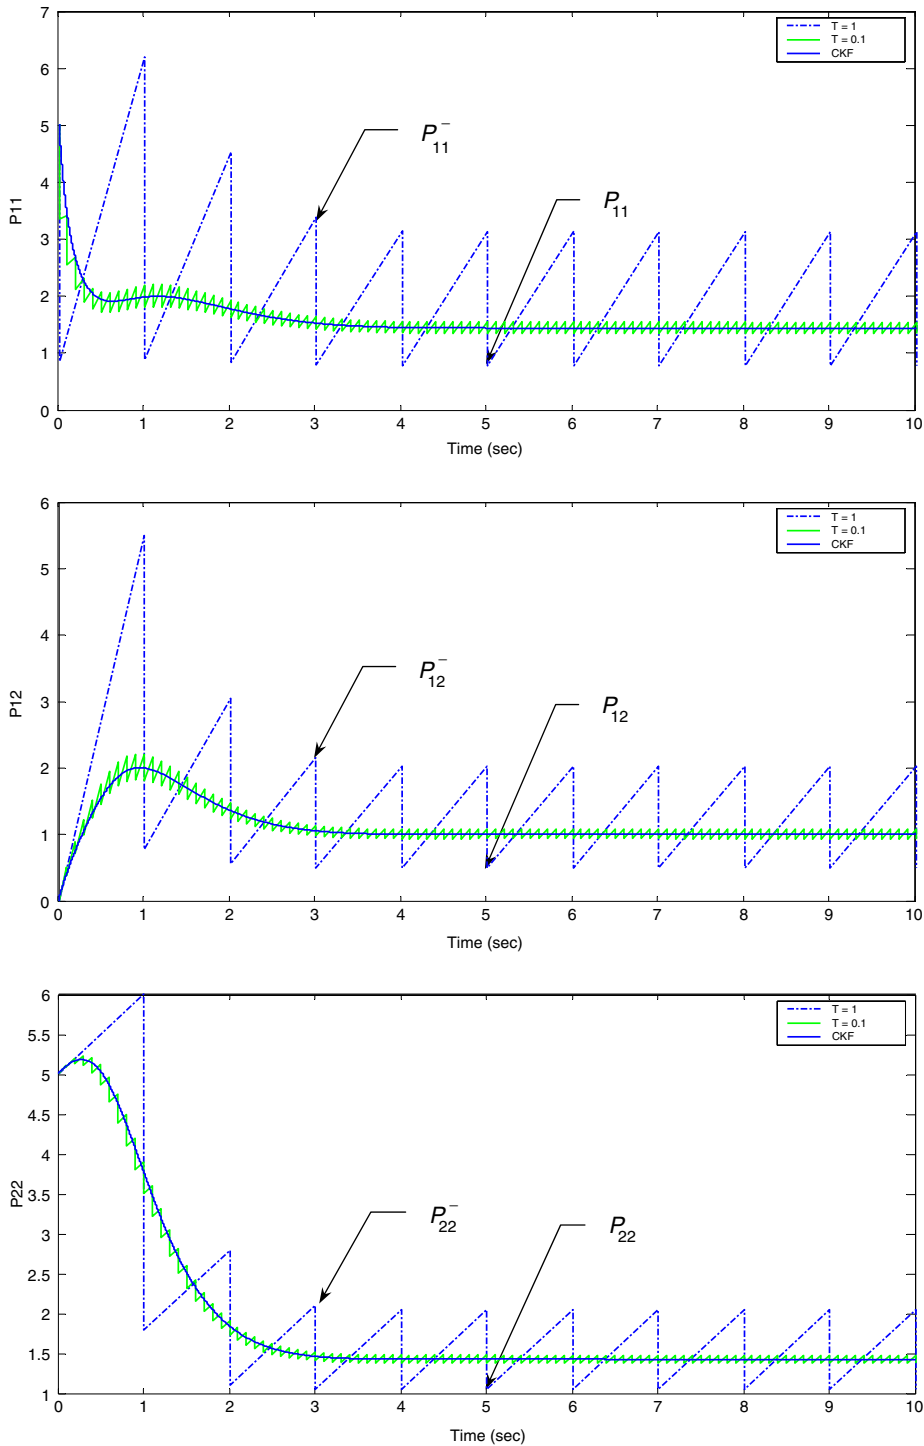 7
6
5
4
3
2
1
0
P11
T = 1
T = 0.1
CKF
P₁₁⁻
P₁₁
0 1 2 3 4 5 6 7 8 9 10
Time (sec)
6
5
4
3
2
1
0
P12
T = 1
T = 0.1
CKF
P₁₂⁻
P₁₂
0 1 2 3 4 5 6 7 8 9 10
Time (sec)
6
5.5
5
4.5
4
3.5
3
2.5
2
1.5
1
P22
T = 1
T = 0.1
CKF
P₂₂⁻
P₂₂
0 1 2 3 4 5 6 7 8 9 10
Time (sec)